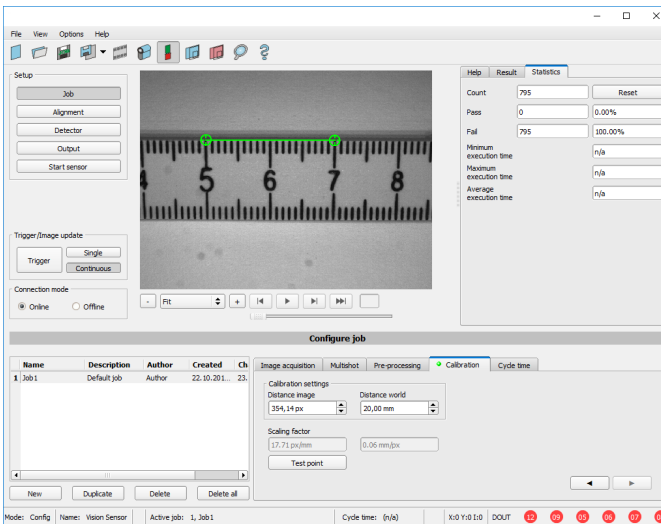 File View Options Help
Setup
Job
Alignment
Detector
Output
Start sensor
Trigger/Image update
Trigger
Single
Continuous
Connection mode
Online Offline
4 5 6 7 8
- Fit +
Help Result Statistics
Count 795 Reset
Pass 0 0.00%
Fail 795 100.00%
Minimum
execution time n/a
Maximum
execution time n/a
Average
execution time n/a
Configure job
Name Description Author Created Ch
1 Job1 Default job Author 22.10.201... 23.
New Duplicate Delete Delete all
Image acquisition Multishot Pre-processing Calibration Cycle time
Calibration settings
Distance image Distance world
354,14 px 20,00 mm
Scaling factor
17.71 px/mm 0.06 mm/px
Test point
Mode: Config Name: Vision Sensor Active job: 1, Job1 Cycle time: (n/a) X:0 Y:0 I:0 DOUT 12 09 05 06 07